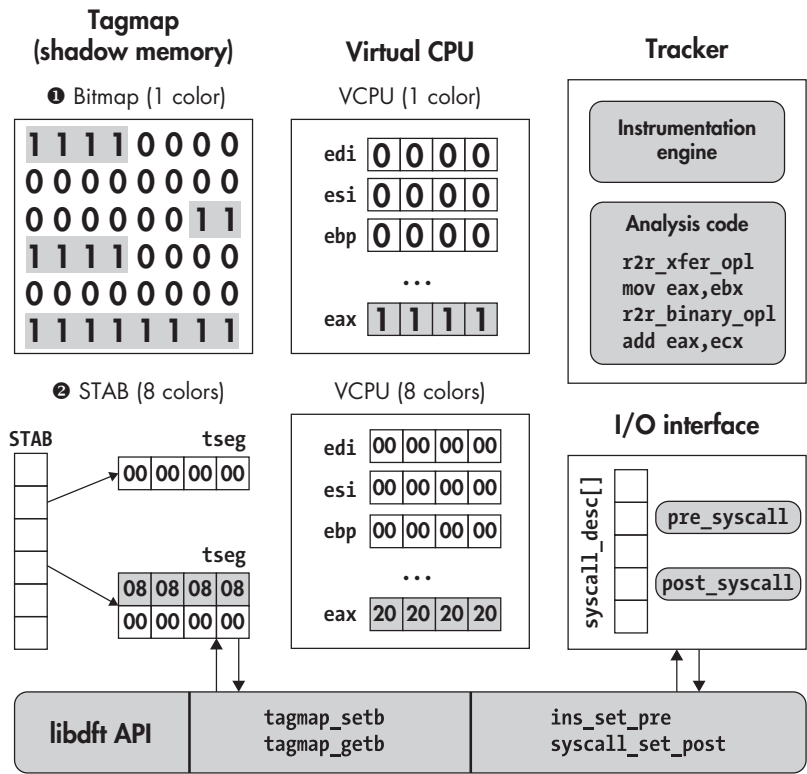 Tagmap
(shadow memory)
❶ Bitmap (1 color)
1 1 1 1 0 0 0 0
0 0 0 0 0 0 0 0
0 0 0 0 0 0 1 1
1 1 1 1 0 0 0 0
0 0 0 0 0 0 0 0
1 1 1 1 1 1 1 1
❷ STAB (8 colors)
STAB
tseg
00 00 00 00
tseg
08 08 08 08
00 00 00 00
Virtual CPU
VCPU (1 color)
edi 0 0 0 0
esi 0 0 0 0
ebp 0 0 0 0
...
eax 1 1 1 1
VCPU (8 colors)
edi 00 00 00 00
esi 00 00 00 00
ebp 00 00 00 00
...
eax 20 20 20 20
Tracker
Instrumentation
engine
Analysis code
r2r_xfer_opl
mov eax,ebx
r2r_binary_opl
add eax,ecx
I/O interface
syscall_desc[]
pre_syscall
post_syscall
libdft API
tagmap_setb
tagmap_getb
ins_set_pre
syscall_set_post